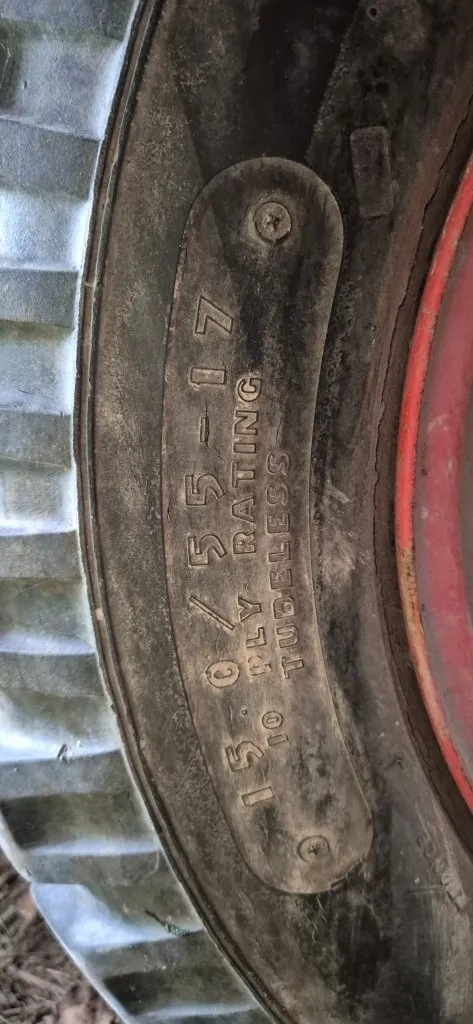 15.0/55-17
10 PLY RATING
TUBELESS